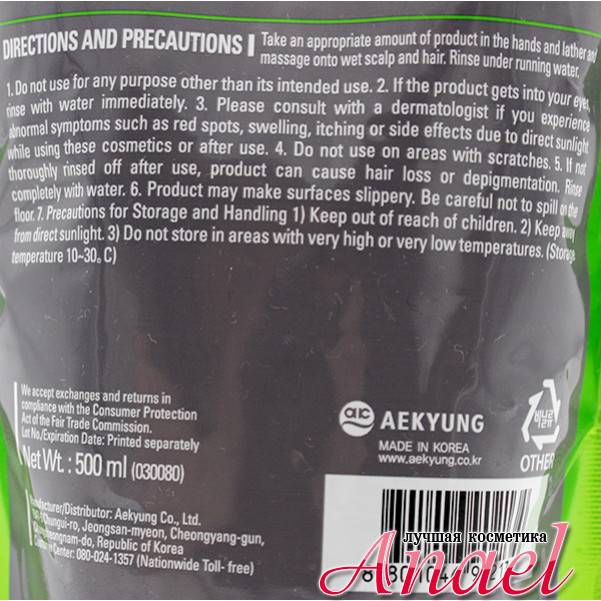 DIRECTIONS AND PRECAUTIONS
Take an appropriate amount of product in the hands and lather and
massage onto wet scalp and hair. Rinse under running water.
1. Do not use for any purpose other than its intended use. 2. If the product gets into your eyes,
rinse with water immediately. 3. Please consult with a dermatologist if you experience
abnormal symptoms such as red spots, swelling, itching or side effects due to direct sunlight
while using these cosmetics or after use. 4. Do not use on areas with scratches. 5. If not
thoroughly rinsed off after use, product can cause hair loss or depigmentation. Rinse
completely with water. 6. Product may make surfaces slippery. Be careful not to spill on the
floor. 7. Precautions for Storage and Handling 1) Keep out of reach of children. 2) Keep away
from direct sunlight. 3) Do not store in areas with very high or very low temperatures. (Storage
temperature 10~30。C)
We accept exchanges and returns in
compliance with the Consumer Protection
Act of the Fair Trade Commission.
Lot No./Expiration Date: Printed separately
Net Wt. : 500 ml (030080)
Manufacturer/Distributor: Aekyung Co., Ltd.
Chungui-ro, Jeongsan-myeon, Cheongyang-gun,
Republic of Korea
Center: 080-024-1357 (Nationwide Toll-free)
AEKYUNG
MADE IN KOREA
www.aekyung.co.kr
비닐류
OTHER
лучшая косметика
Anael